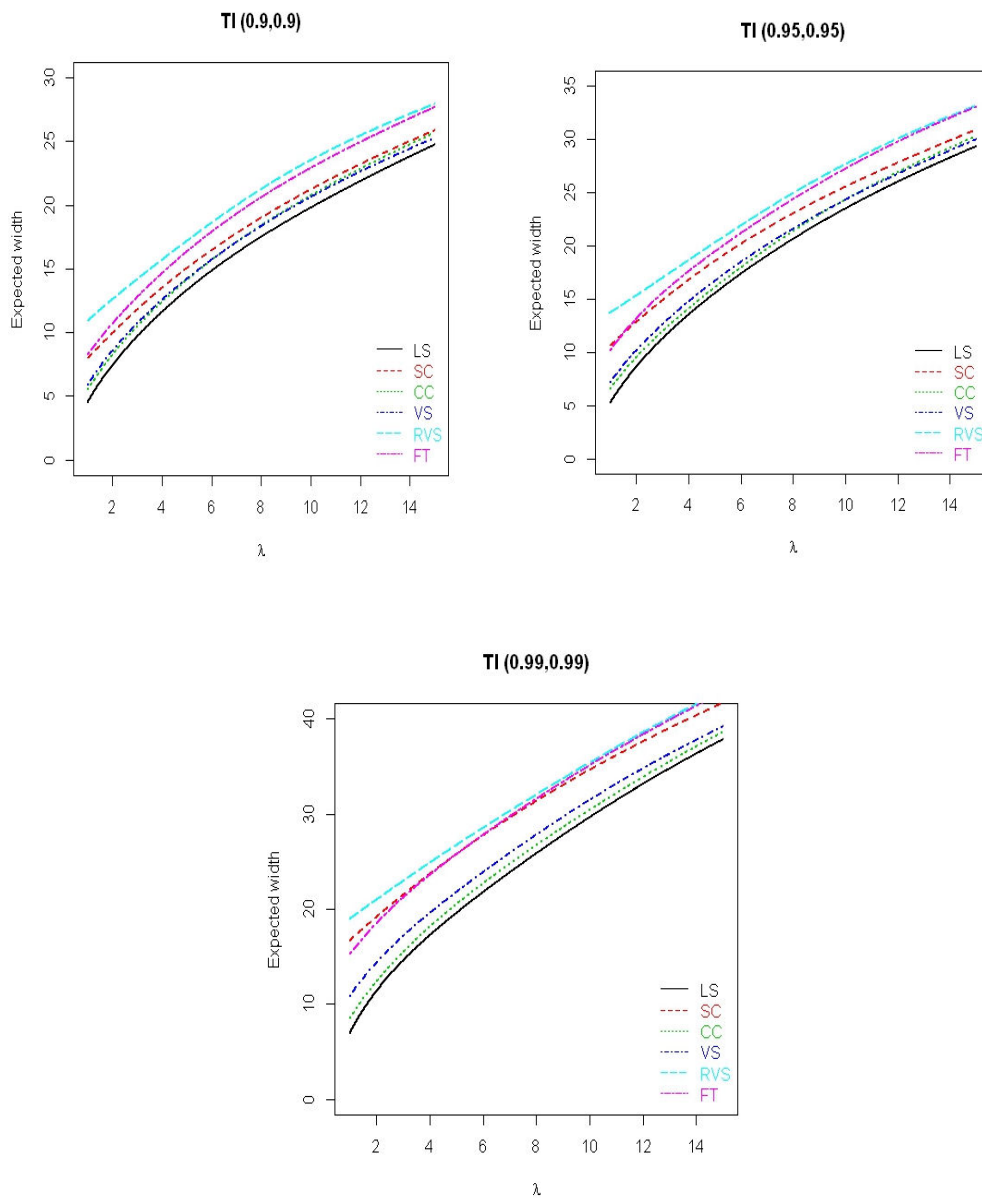 TI (0.9,0.9)
Expected width
30
25
20
15
10
5
0
LS
SC
CC
VS
RVS
FT
2 4 6 8 10 12 14
λ
TI (0.95,0.95)
Expected width
35
30
25
20
15
10
5
0
LS
SC
CC
VS
RVS
FT
2 4 6 8 10 12 14
λ
TI (0.99,0.99)
Expected width
40
30
20
10
0
LS
SC
CC
VS
RVS
FT
2 4 6 8 10 12 14
λ